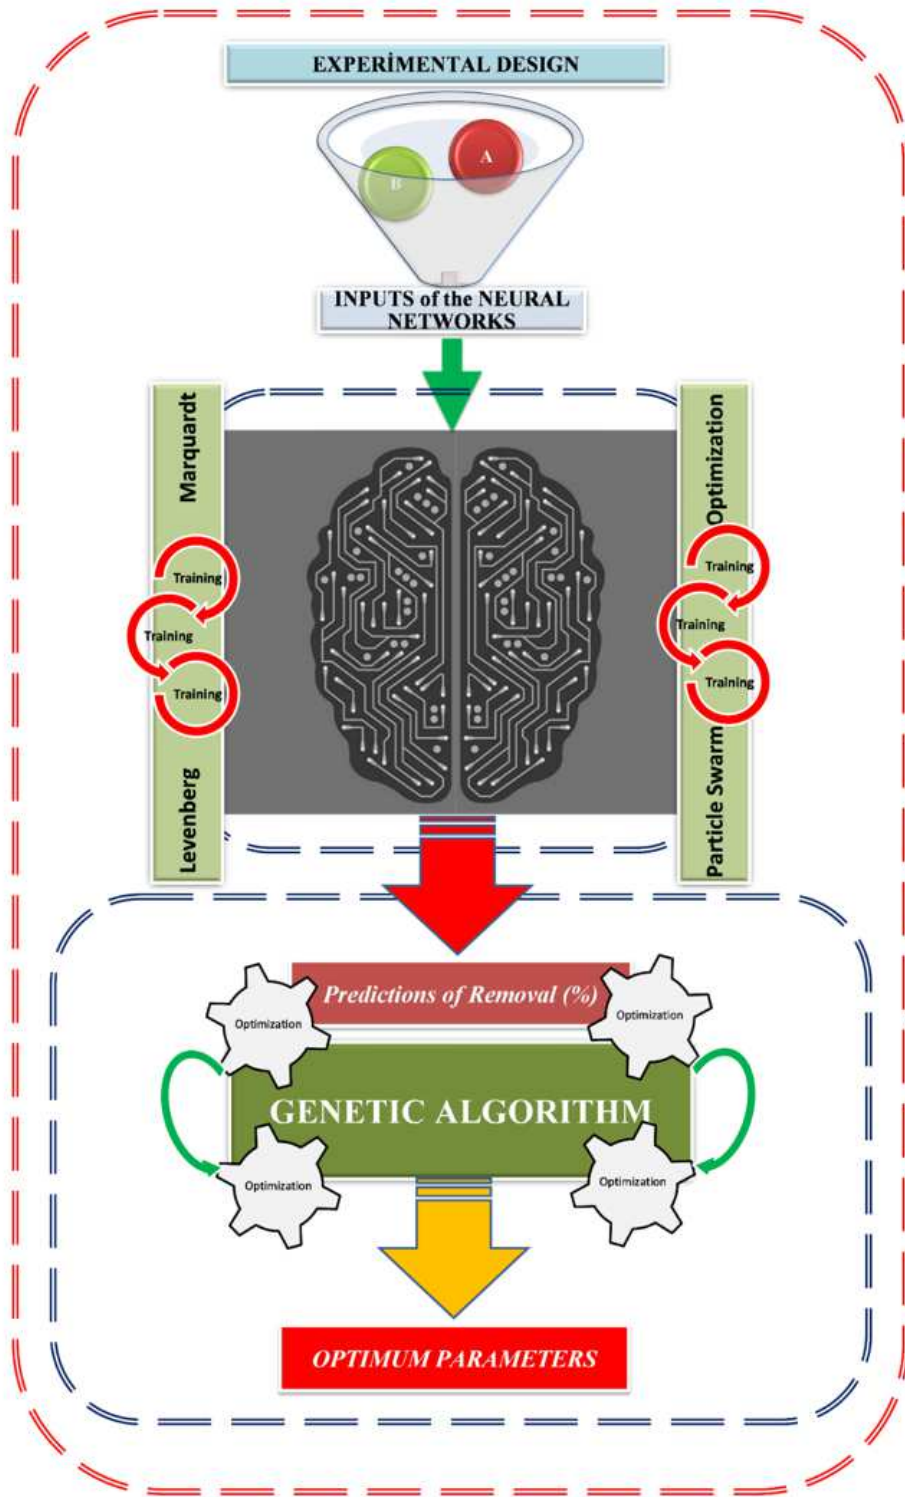 EXPERİMENTAL DESIGN
A
B
INPUTS of the NEURAL
NETWORKS
Levenberg Marquardt
Training
Training
Training
Particle Swarm Optimization
Training
Training
Training
Predictions of Removal (%)
Optimization
Optimization
GENETIC ALGORITHM
Optimization
Optimization
OPTIMUM PARAMETERS